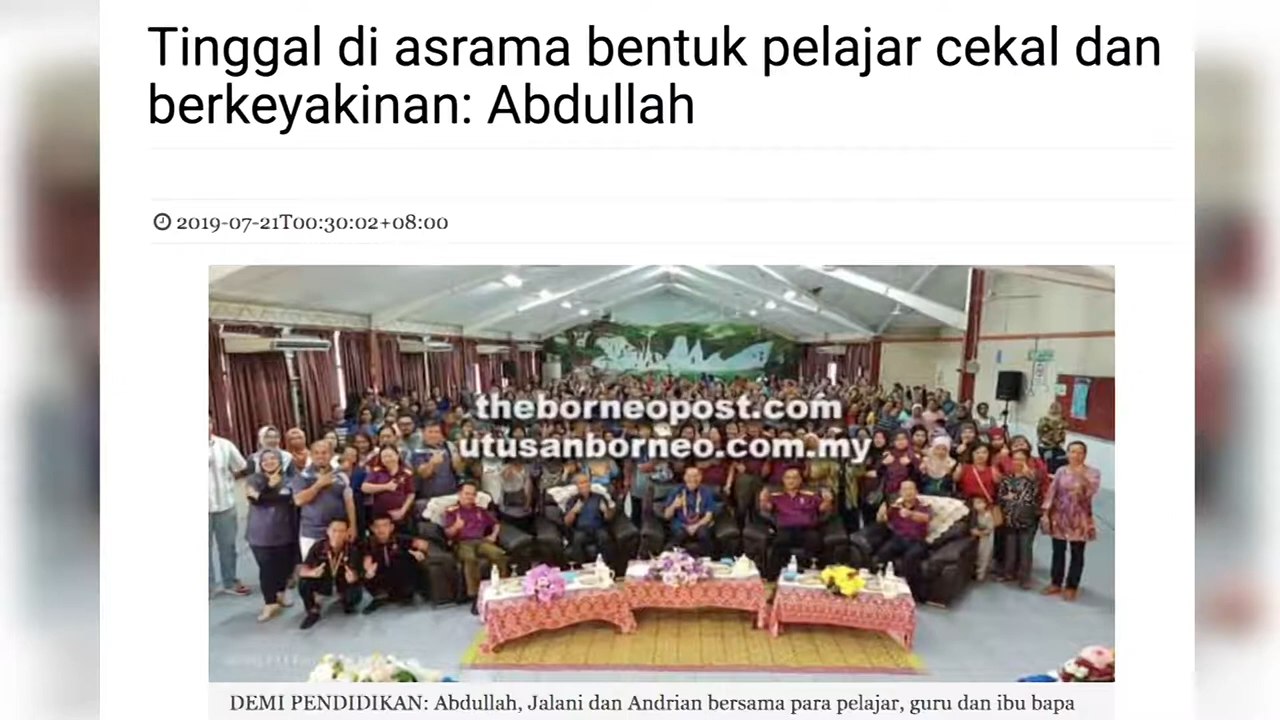 Tinggal di asrama bentuk pelajar cekal dan
berkeyakinan: Abdullah
2019-07-21T00:30:02+08:00
theborneopost.com
utusanborneo.com.my
DEMI PENDIDIKAN: Abdullah, Jalani dan Andrian bersama para pelajar, guru dan ibu bapa